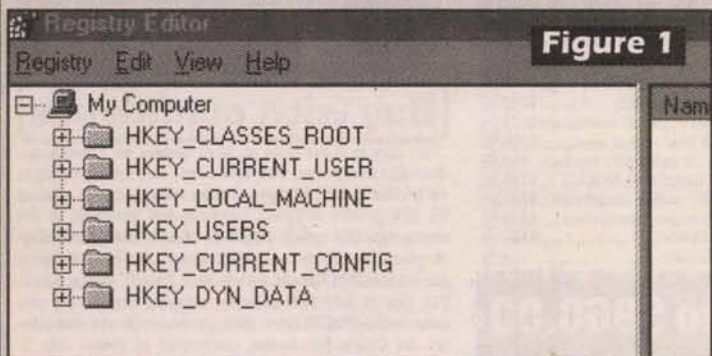 Registry Editor
Figure 1
Registry Edit View Help
My Computer
Nam
HKEY_CLASSES_ROOT
HKEY_CURRENT_USER
HKEY_LOCAL_MACHINE
HKEY_USERS
HKEY_CURRENT_CONFIG
HKEY_DYN_DATA